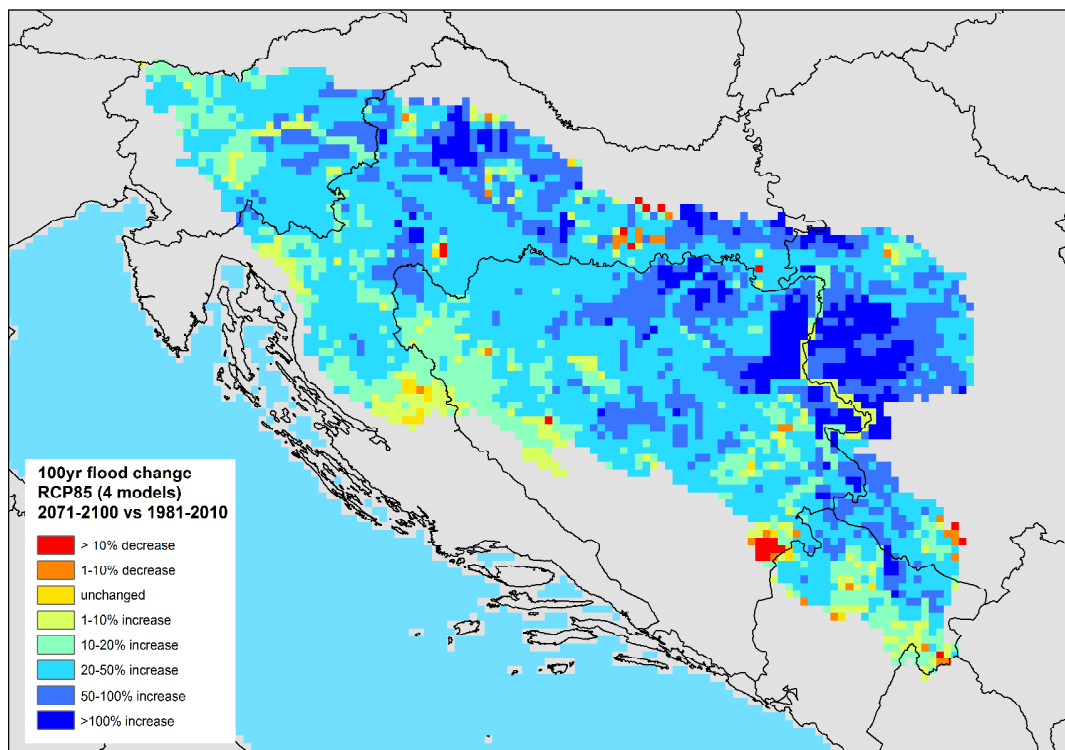 100yr flood change
RCP85 (4 models)
2071-2100 vs 1981-2010
> 10% decrease
1-10% decrease
unchanged
1-10% increase
10-20% increase
20-50% increase
50-100% increase
>100% increase